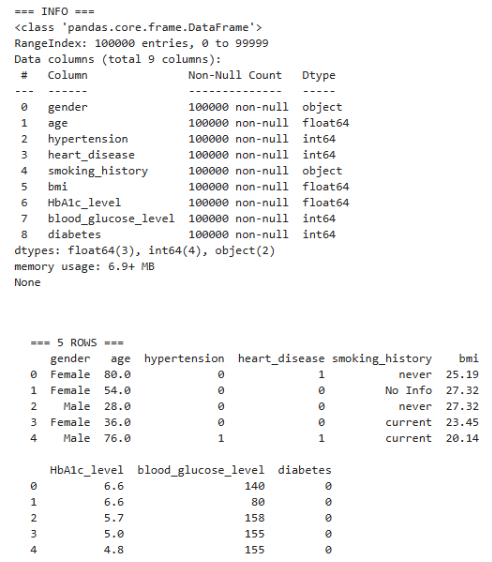 === INFO ===
<class 'pandas.core.frame.DataFrame'>
RangeIndex: 100000 entries, 0 to 99999
Data columns (total 9 columns):
 #   Column               Non-Null Count   Dtype
---  ------               --------------   -----
 0   gender               100000 non-null  object
 1   age                  100000 non-null  float64
 2   hypertension         100000 non-null  int64
 3   heart_disease        100000 non-null  int64
 4   smoking_history      100000 non-null  object
 5   bmi                  100000 non-null  float64
 6   HbA1c_level          100000 non-null  float64
 7   blood_glucose_level  100000 non-null  int64
 8   diabetes             100000 non-null  int64
dtypes: float64(3), int64(4), object(2)
memory usage: 6.9+ MB
None
=== 5 ROWS ===
   gender   age  hypertension  heart_disease smoking_history    bmi
0  Female  80.0             0              1           never  25.19
1  Female  54.0             0              0         No Info  27.32
2    Male  28.0             0              0           never  27.32
3  Female  36.0             0              0         current  23.45
4    Male  76.0             1              1         current  20.14
   HbA1c_level  blood_glucose_level  diabetes
0          6.6                  140         0
1          6.6                   80         0
2          5.7                  158         0
3          5.0                  155         0
4          4.8                  155         0